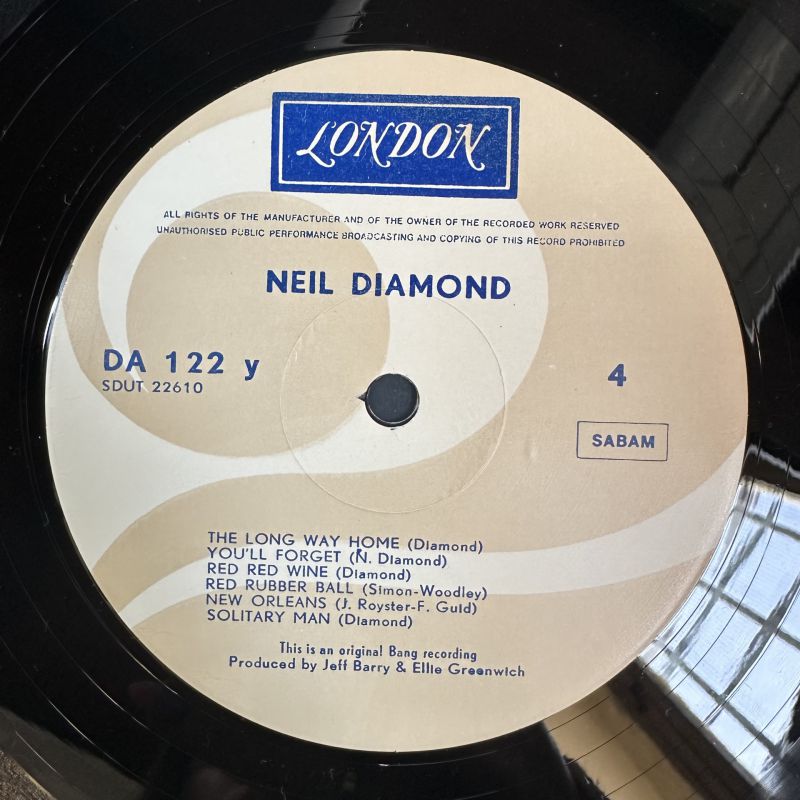 LONDON
ALL RIGHTS OF THE MANUFACTURER AND OF THE OWNER OF THE RECORDED WORK RESERVED
UNAUTHORISED PUBLIC PERFORMANCE BROADCASTING AND COPYING OF THIS RECORD PROHIBITED
NEIL DIAMOND
DA 122 y
SDUT 22610
4
SABAM
THE LONG WAY HOME (Diamond)
YOU'LL FORGET (N. Diamond)
RED RED WINE (Diamond)
RED RUBBER BALL (Simon-Woodley)
NEW ORLEANS (J. Royster-F. Guid)
SOLITARY MAN (Diamond)
This is an original Bang recording
Produced by Jeff Barry & Ellie Greenwich